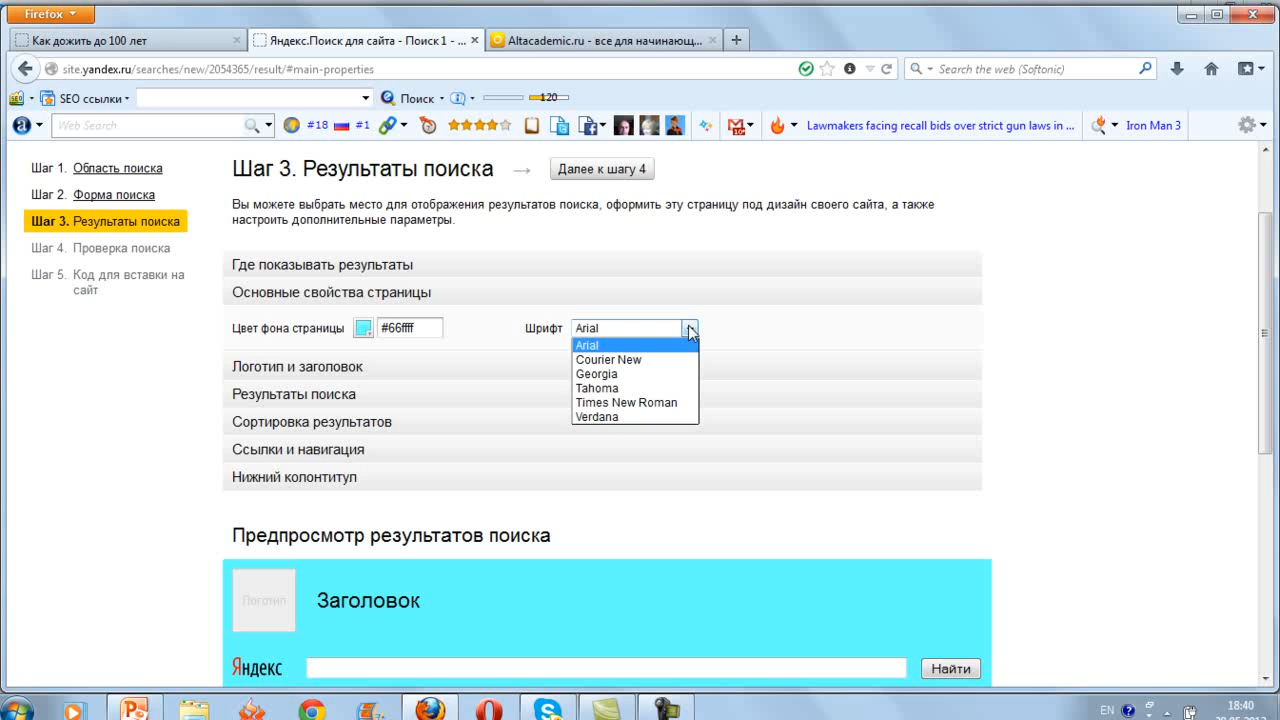 Firefox
Как дожить до 100 лет
Яндекс.Поиск для сайта - Поиск 1 - ...
Altacademic.ru - все для начинающ...
site.yandex.ru/searches/new/2054365/result/#main-properties
Search the web (Softonic)
SEO ссылки
Поиск
120
Web Search
#18
#1
Lawmakers facing recall bids over strict gun laws in ...
Iron Man 3
Шаг 1. Область поиска
Шаг 2. Форма поиска
Шаг 3. Результаты поиска
Шаг 4. Проверка поиска
Шаг 5. Код для вставки на
сайт
Шаг 3. Результаты поиска → Далее к шагу 4
Вы можете выбрать место для отображения результатов поиска, оформить эту страницу под дизайн своего сайта, а также
настроить дополнительные параметры.
Где показывать результаты
Основные свойства страницы
Цвет фона страницы #66ffff Шрифт Arial
Arial
Courier New
Georgia
Tahoma
Times New Roman
Verdana
Логотип и заголовок
Результаты поиска
Сортировка результатов
Ссылки и навигация
Нижний колонтитул
Предпросмотр результатов поиска
Логотип
Заголовок
Яндекс
Найти
EN
18:40